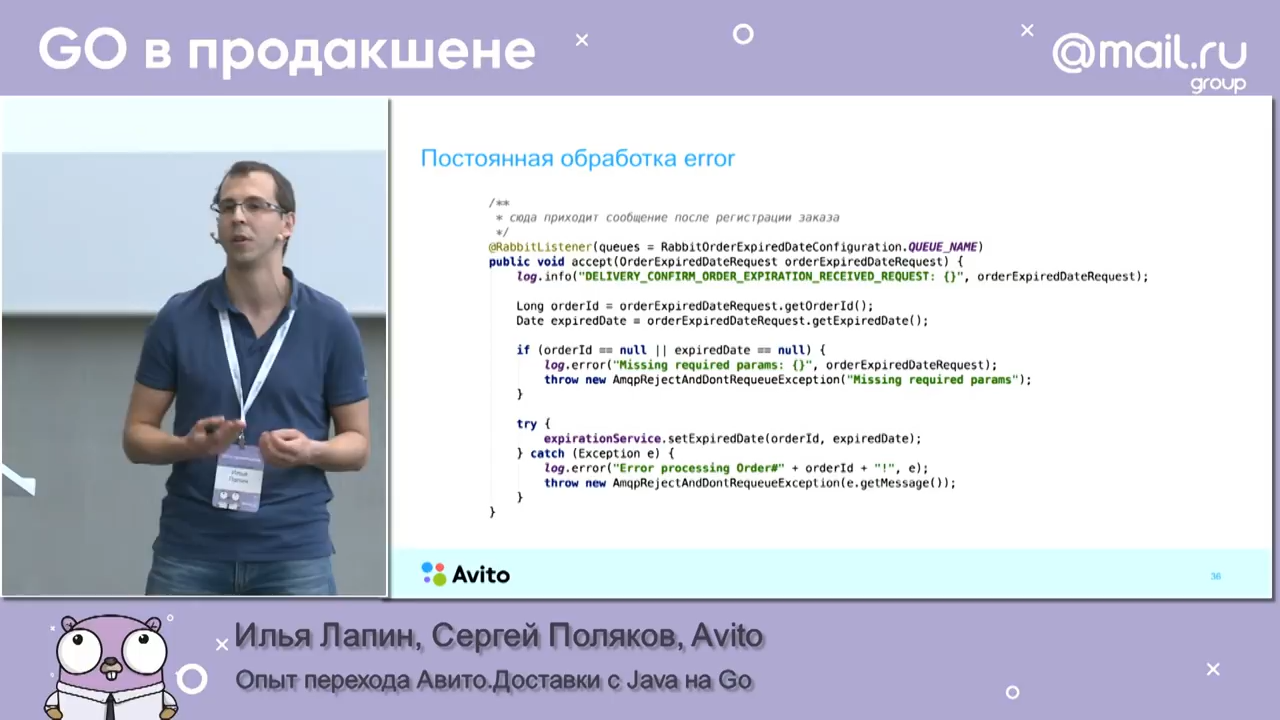 GO в продакшене
@mail.ru
group
Постоянная обработка error
/**
* сюда приходит сообщение после регистрации заказа
*/
@RabbitListener(queues = RabbitOrderExpiredDateConfiguration.QUEUE_NAME)
public void accept(OrderExpiredDateRequest orderExpiredDateRequest) {
log.info("DELIVERY_CONFIRM_ORDER_EXPIRATION_RECEIVED_REQUEST: {}", orderExpiredDateRequest);
Long orderId = orderExpiredDateRequest.getOrderId();
Date expiredDate = orderExpiredDateRequest.getExpiredDate();
if (orderId == null || expiredDate == null) {
log.error("Missing required params: {}", orderExpiredDateRequest);
throw new AmqpRejectAndDontRequeueException("Missing required params");
}
try {
expirationService.setExpiredDate(orderId, expiredDate);
} catch (Exception e) {
log.error("Error processing Order#" + orderId + "!", e);
throw new AmqpRejectAndDontRequeueException(e.getMessage());
}
}
Avito
36
Илья
Лапин
Илья Лапин, Сергей Поляков, Avito
Опыт перехода Авито.Доставки с Java на Go